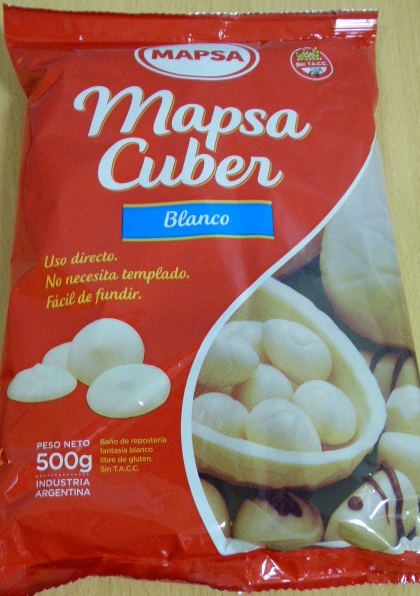 MAPSA
Sin T.A.C.C.
Mapsa
Cuber
Blanco
Uso directo.
No necesita templado.
Fácil de fundir.
PESO NETO
500g
INDUSTRIA
ARGENTINA
Baño de repostería
fantasía blanco
libre de gluten.
Sin T.A.C.C.